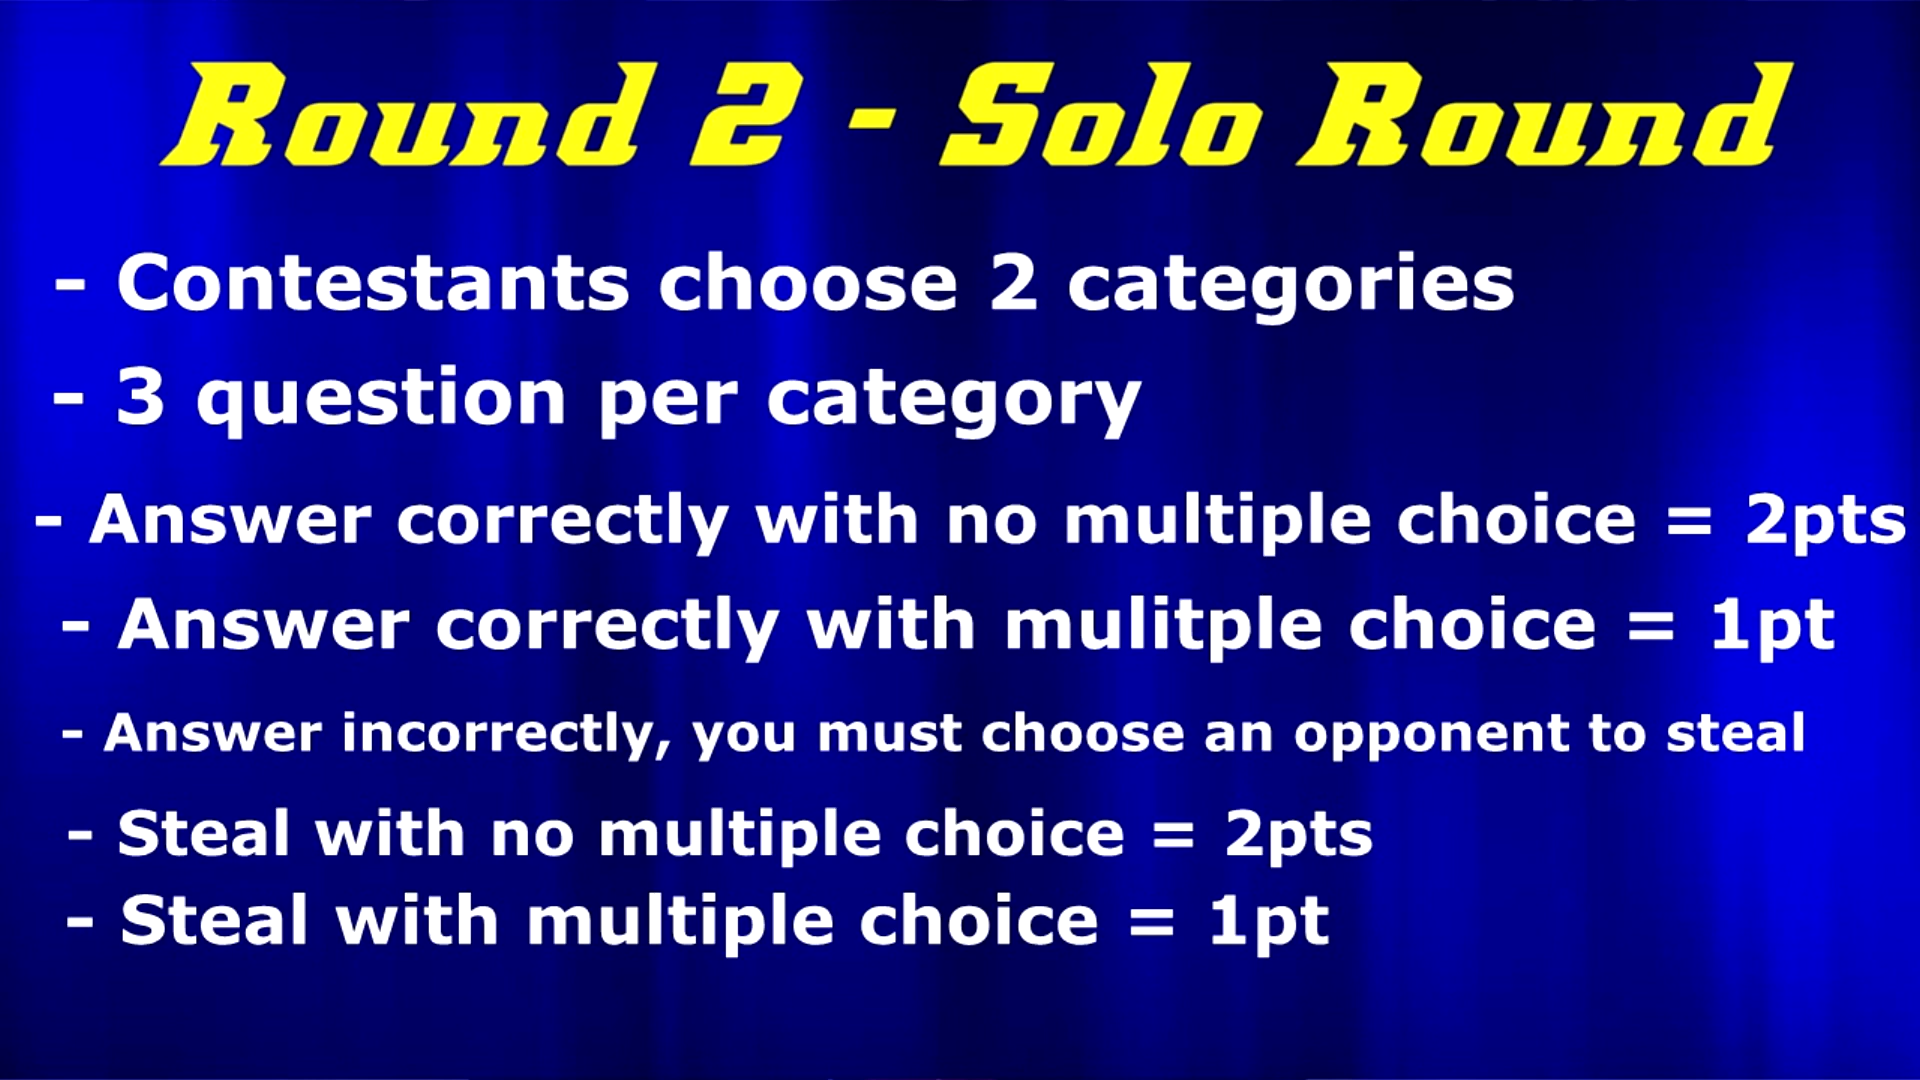 Round 2 - Solo Round
- Contestants choose 2 categories
- 3 question per category
- Answer correctly with no multiple choice = 2pts
- Answer correctly with mulitple choice = 1pt
- Answer incorrectly, you must choose an opponent to steal
- Steal with no multiple choice = 2pts
- Steal with multiple choice = 1pt